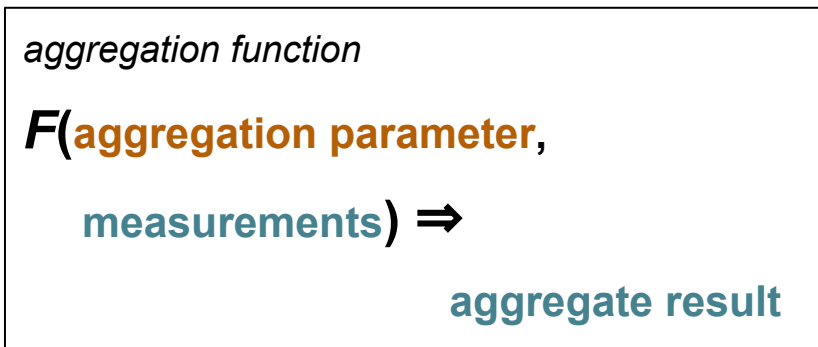 aggregation function
F(aggregation parameter,
measurements) ⇒
aggregate result